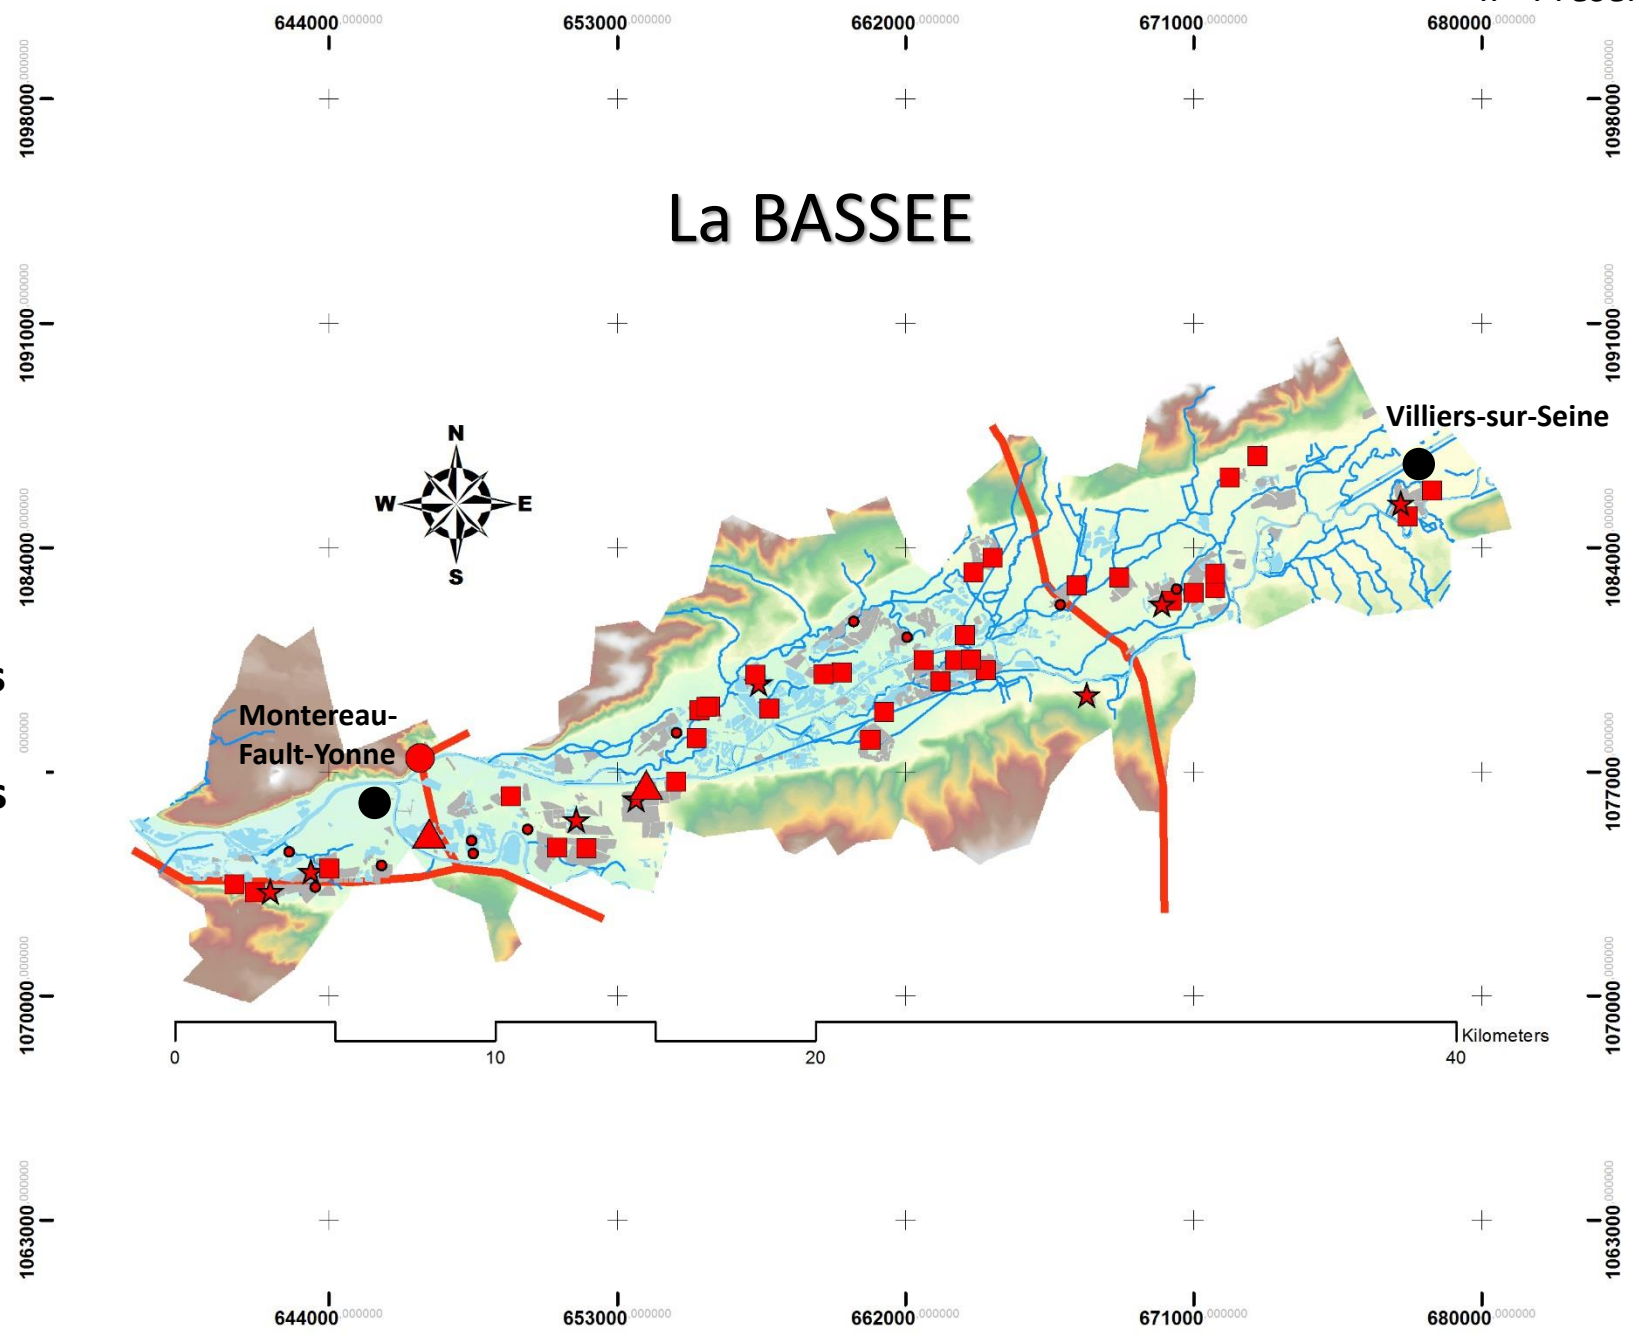 644000.000000 653000.000000 662000.000000 671000.000000 680000.000000
1098000.000000 1098000.000000
La BASSEE
1091000.000000 1091000.000000
Villiers-sur-Seine
N
W E
S
1084000.000000 1084000.000000
Montereau-
Fault-Yonne
000000 1077000.000000
1070000.000000 1070000.000000
Kilometers
0 10 20 40
1063000.000000 1063000.000000
644000.000000 653000.000000 662000.000000 671000.000000 680000.000000